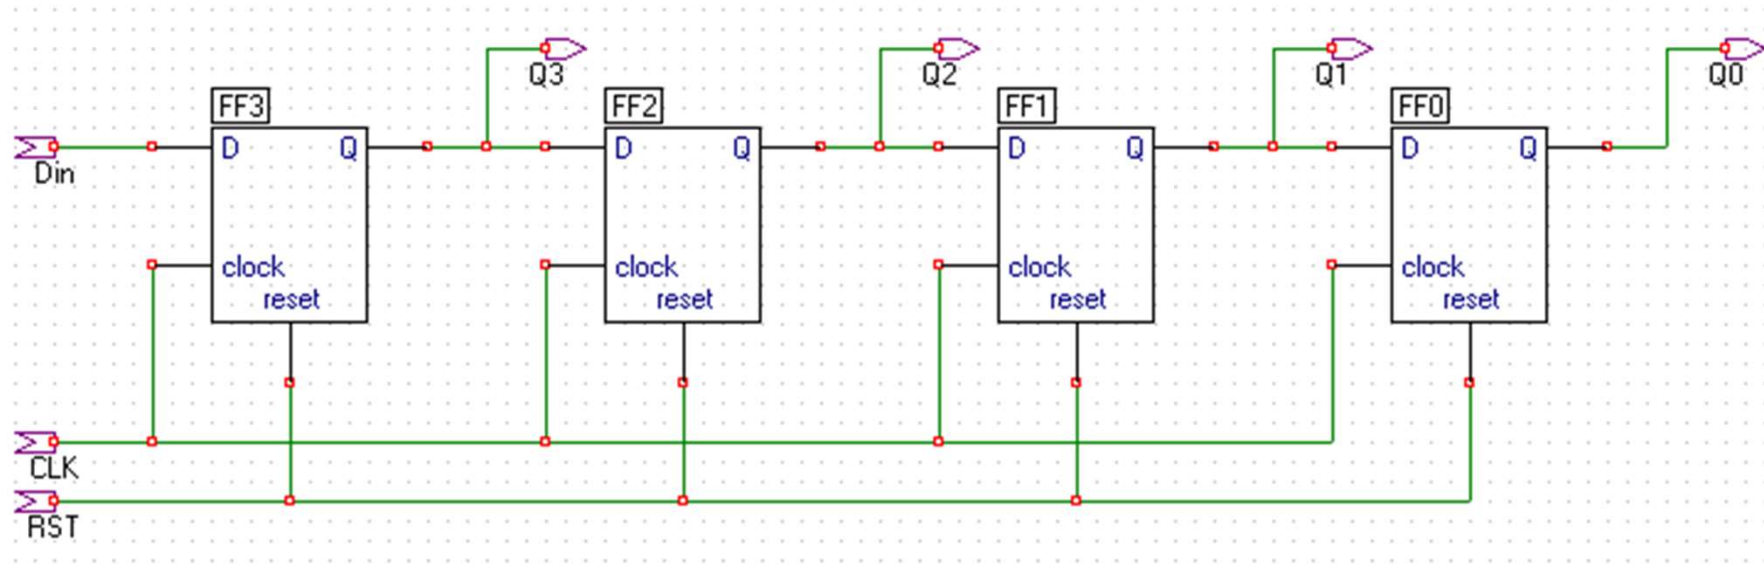 Q3
Q2
Q1
Q0
FF3
FF2
FF1
FF0
Din
D Q
D Q
D Q
D Q
clock
reset
clock
reset
clock
reset
clock
reset
CLK
RST